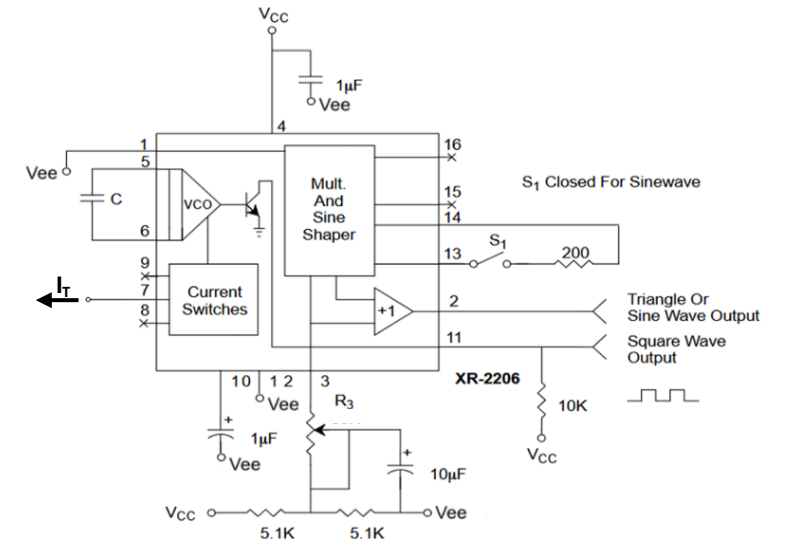 VCC
1µF
Vee
4
1
16
5
Vee
Mult.
And
Sine
Shaper
S1 Closed For Sinewave
15
C
VCO
14
6
S1
13
200
9
IT
7
Current
Switches
8
+1
2
Triangle Or
Sine Wave Output
11
Square Wave
Output
10
1 2
3
XR-2206
Vee
R3
10K
+
1µF
Vee
+
10µF
VCC
VCC
Vee
5.1K
5.1K